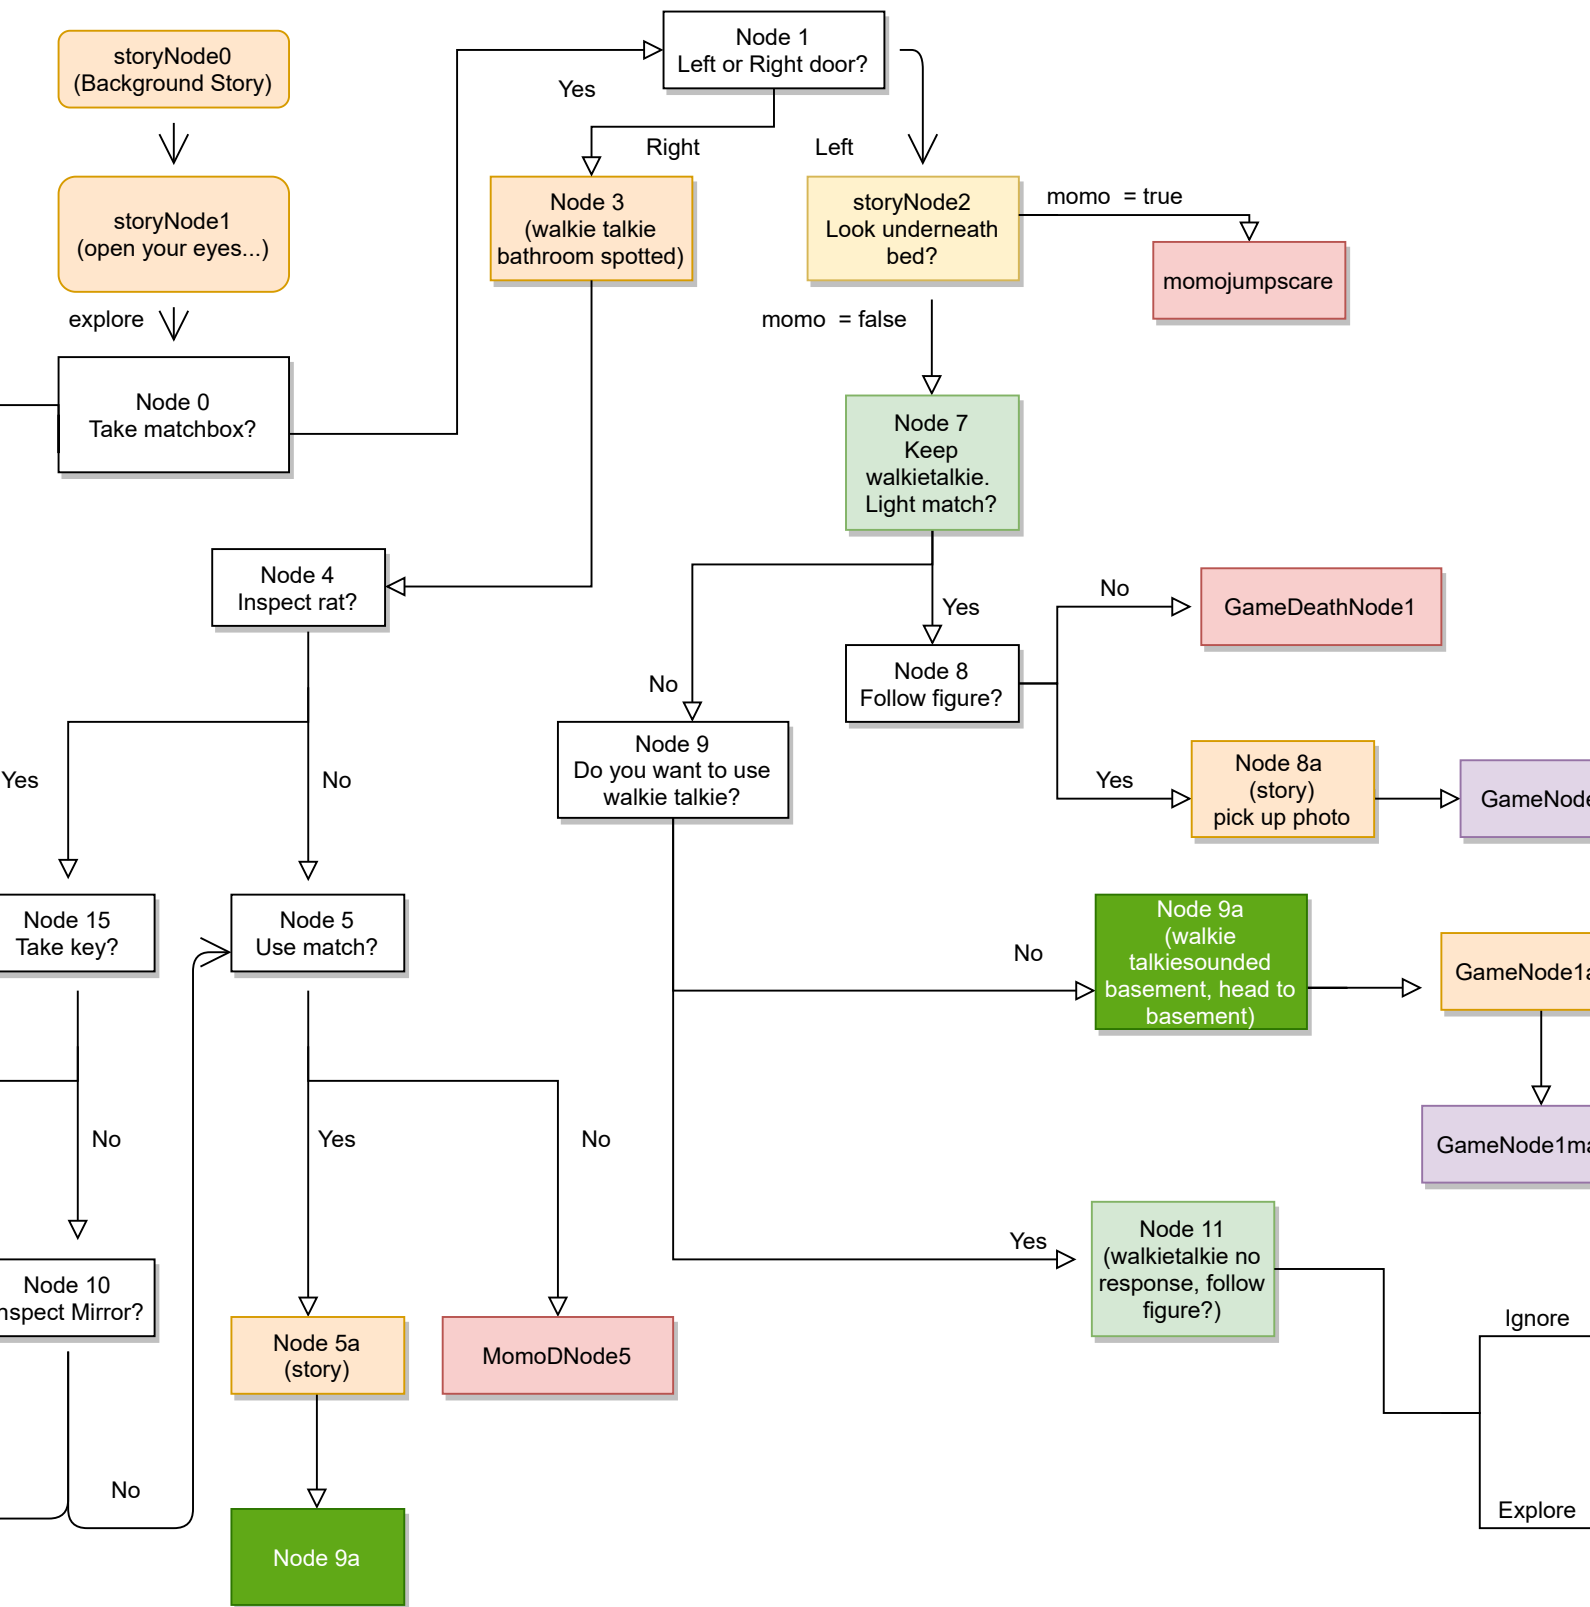 storyNode0
(Background Story)
storyNode1
(open your eyes...)
explore
Node 0
Take matchbox?
Yes
Node 1
Left or Right door?
Right
Left
Node 3
(walkie talkie
bathroom spotted)
storyNode2
Look underneath
bed?
momo = true
momojumpscare
momo = false
Node 7
Keep
walkietalkie.
Light match?
Node 4
Inspect rat?
No
Yes
Node 8
Follow figure?
No
GameDeathNode1
Yes
Node 8a
(story)
pick up photo
GameNode
Node 9
Do you want to use
walkie talkie?
Yes
No
Node 15
Take key?
Node 5
Use match?
No
Node 9a
(walkie
talkiesounded
basement, head to
basement)
GameNode1a
GameNode1ma
No
Yes
No
Yes
Node 11
(walkietalkie no
response, follow
figure?)
Ignore
Explore
Node 10
nspect Mirror?
No
Node 5a
(story)
MomoDNode5
Node 9a